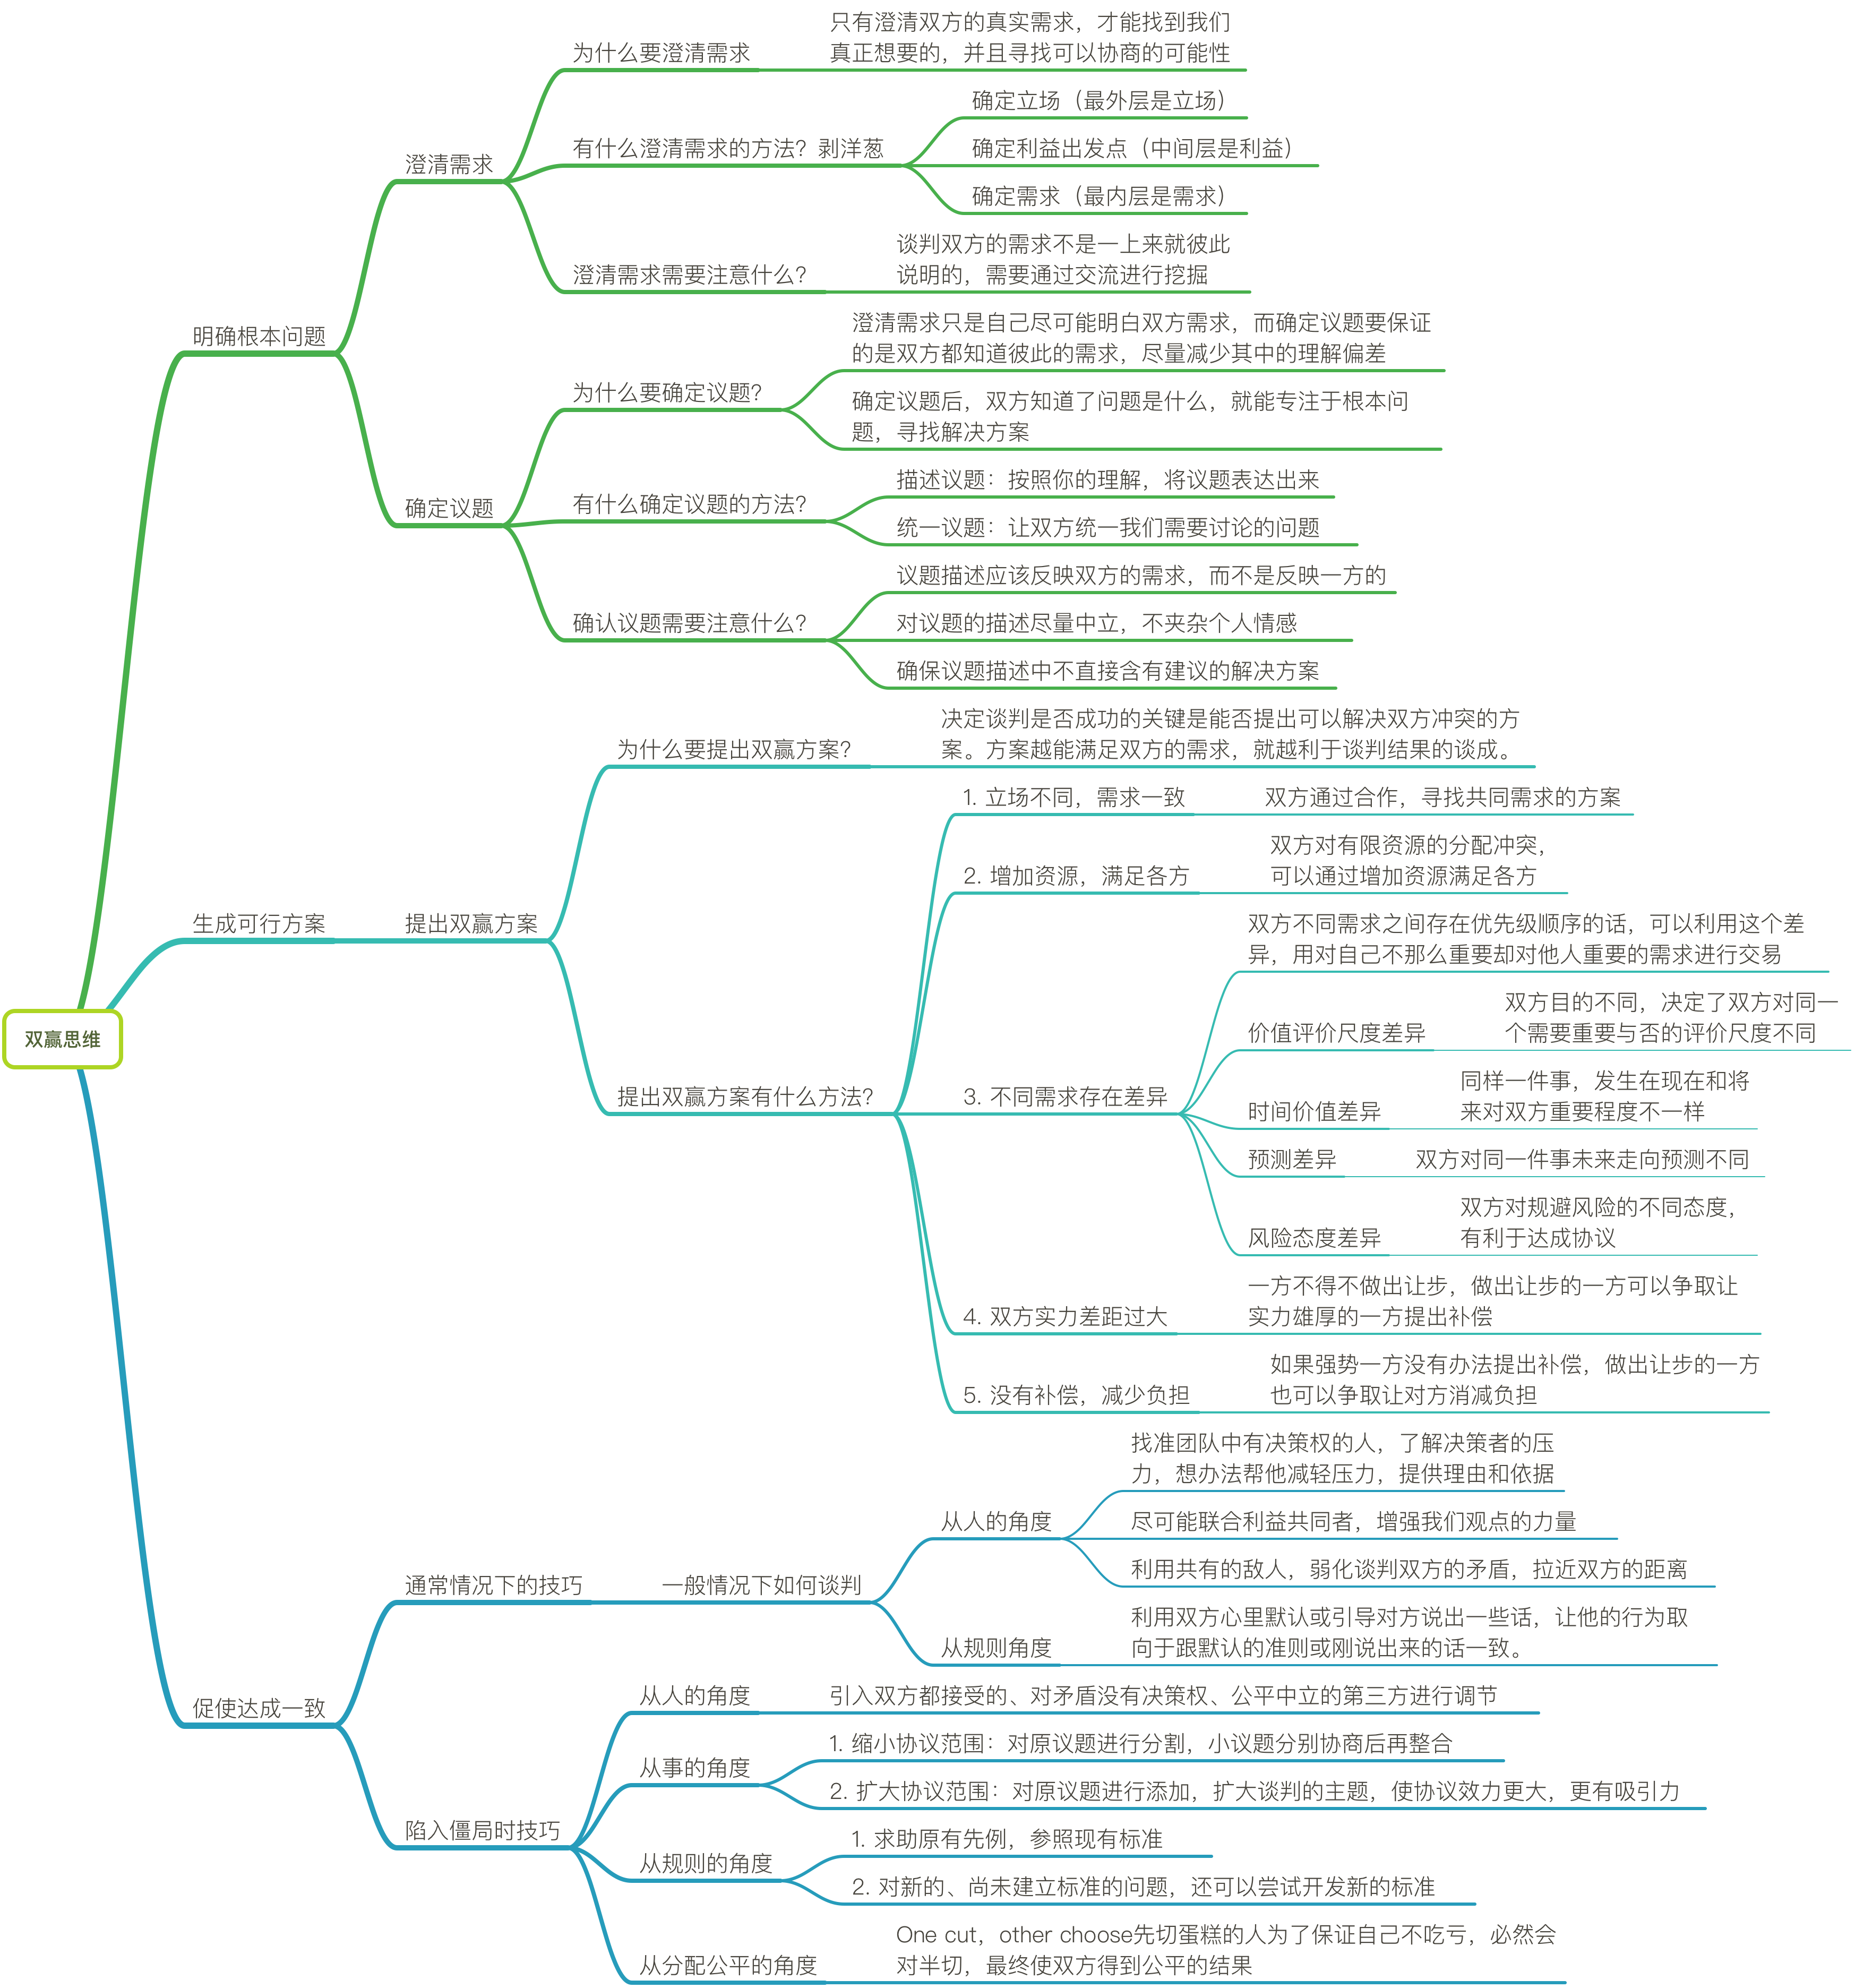 双赢思维
明确根本问题
澄清需求
为什么要澄清需求
只有澄清双方的真实需求，才能找到我们
真正想要的，并且寻找可以协商的可能性
有什么澄清需求的方法？剥洋葱
确定立场（最外层是立场）
确定利益出发点（中间层是利益）
确定需求（最内层是需求）
澄清需求需要注意什么？
谈判双方的需求不是一上来就彼此
说明的，需要通过交流进行挖掘
确定议题
为什么要确定议题？
澄清需求只是自己尽可能明白双方需求，而确定议题要保证
的是双方都知道彼此的需求，尽量减少其中的理解偏差
确定议题后，双方知道了问题是什么，就能专注于根本问
题，寻找解决方案
有什么确定议题的方法？
描述议题：按照你的理解，将议题表达出来
统一议题：让双方统一我们需要讨论的问题
确认议题需要注意什么？
议题描述应该反映双方的需求，而不是反映一方的
对议题的描述尽量中立，不夹杂个人情感
确保议题描述中不直接含有建议的解决方案
生成可行方案
提出双赢方案
为什么要提出双赢方案？
决定谈判是否成功的关键是能否提出可以解决双方冲突的方
案。方案越能满足双方的需求，就越利于谈判结果的谈成。
提出双赢方案有什么方法？
1. 立场不同，需求一致
双方通过合作，寻找共同需求的方案
2. 增加资源，满足各方
双方对有限资源的分配冲突，
可以通过增加资源满足各方
3. 不同需求存在差异
双方不同需求之间存在优先级顺序的话，可以利用这个差
异，用对自己不那么重要却对他人重要的需求进行交易
价值评价尺度差异
双方目的不同，决定了双方对同一
个需要重要与否的评价尺度不同
时间价值差异
同样一件事，发生在现在和将
来对双方重要程度不一样
预测差异
双方对同一件事未来走向预测不同
风险态度差异
双方对规避风险的不同态度，
有利于达成协议
4. 双方实力差距过大
一方不得不做出让步，做出让步的一方可以争取让
实力雄厚的一方提出补偿
5. 没有补偿，减少负担
如果强势一方没有办法提出补偿，做出让步的一方
也可以争取让对方消减负担
促使达成一致
通常情况下的技巧
一般情况下如何谈判
从人的角度
找准团队中有决策权的人，了解决策者的压
力，想办法帮他减轻压力，提供理由和依据
尽可能联合利益共同者，增强我们观点的力量
利用共有的敌人，弱化谈判双方的矛盾，拉近双方的距离
从规则角度
利用双方心里默认或引导对方说出一些话，让他的行为取
向于跟默认的准则或刚说出来的话一致。
陷入僵局时技巧
从人的角度
引入双方都接受的、对矛盾没有决策权、公平中立的第三方进行调节
从事的角度
1. 缩小协议范围：对原议题进行分割，小议题分别协商后再整合
2. 扩大协议范围：对原议题进行添加，扩大谈判的主题，使协议效力更大，更有吸引力
从规则的角度
1. 求助原有先例，参照现有标准
2. 对新的、尚未建立标准的问题，还可以尝试开发新的标准
从分配公平的角度
One cut，other choose先切蛋糕的人为了保证自己不吃亏，必然会
对半切，最终使双方得到公平的结果